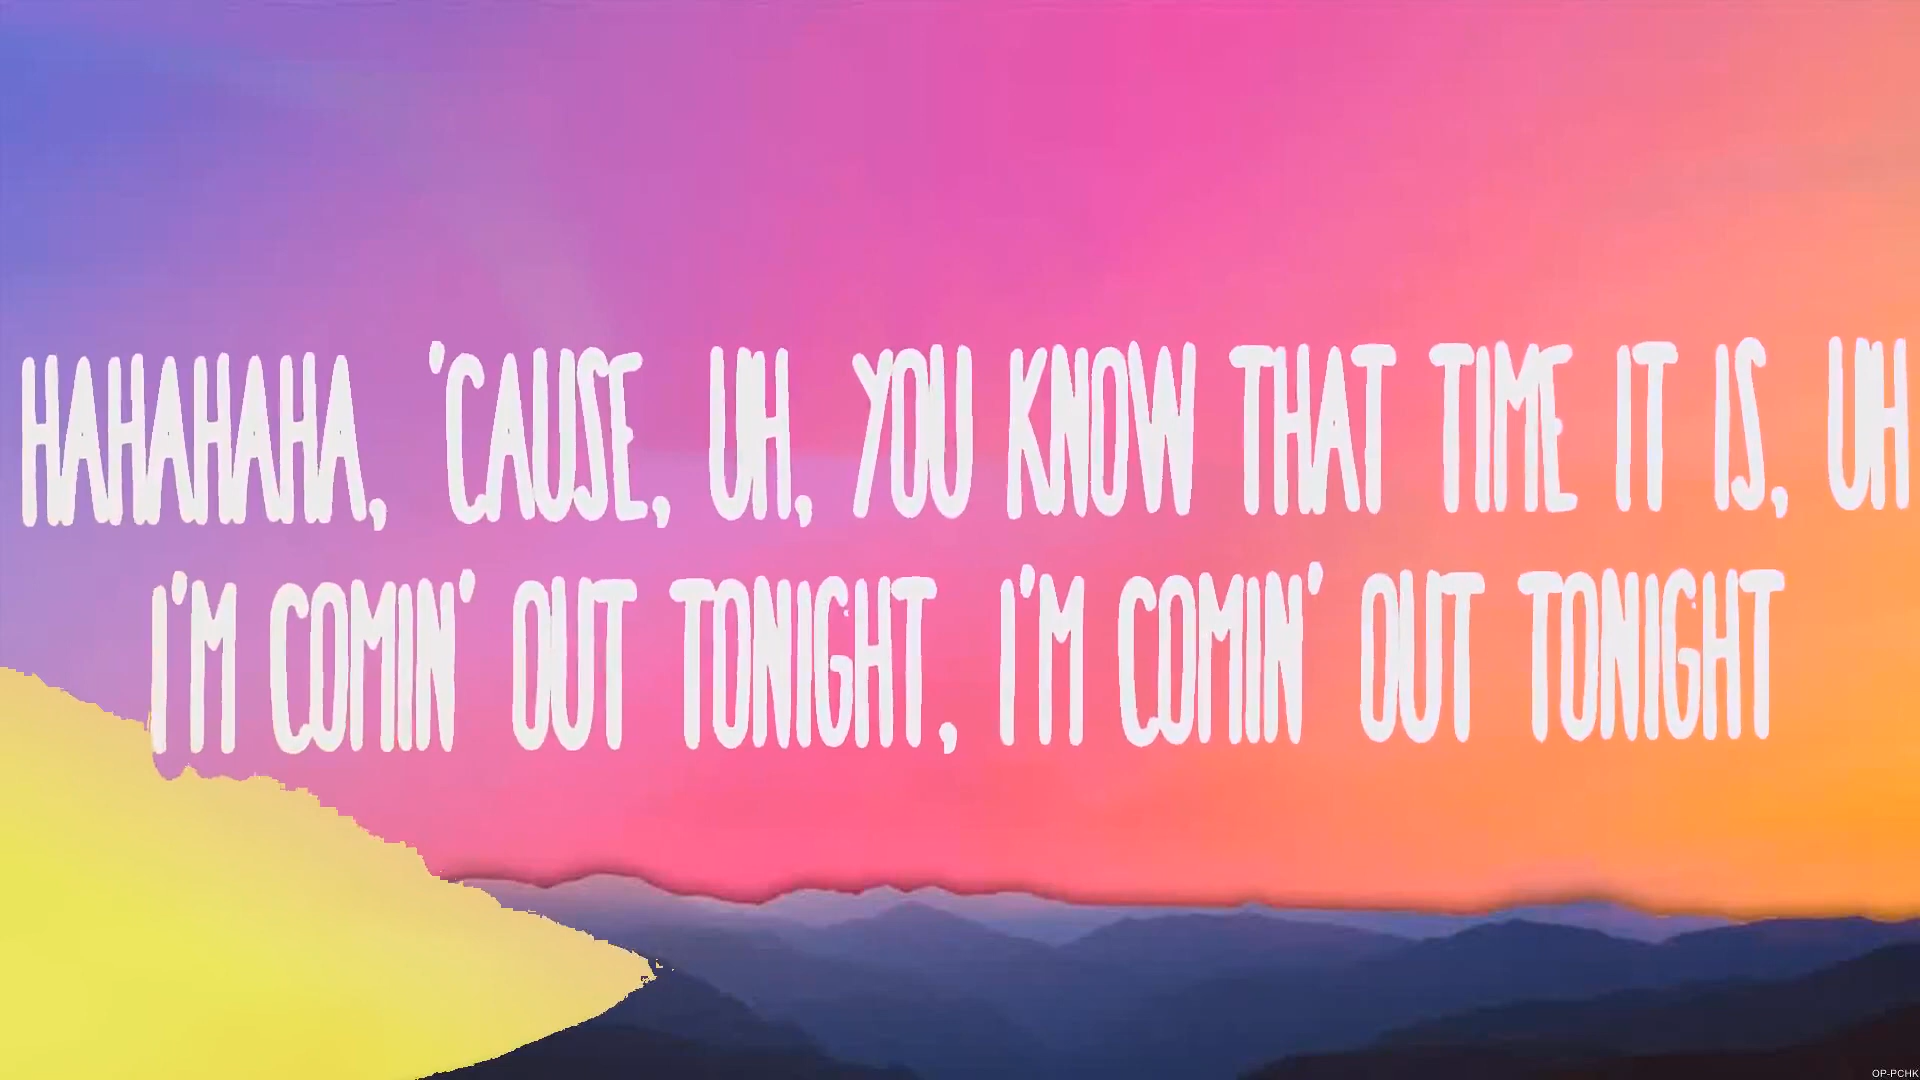 HAHAHAHA, 'CAUSE, UH, YOU KNOW THAT TIME IT IS, UH
I'M COMIN' OUT TONIGHT, I'M COMIN' OUT TONIGHT
OP-PCHK